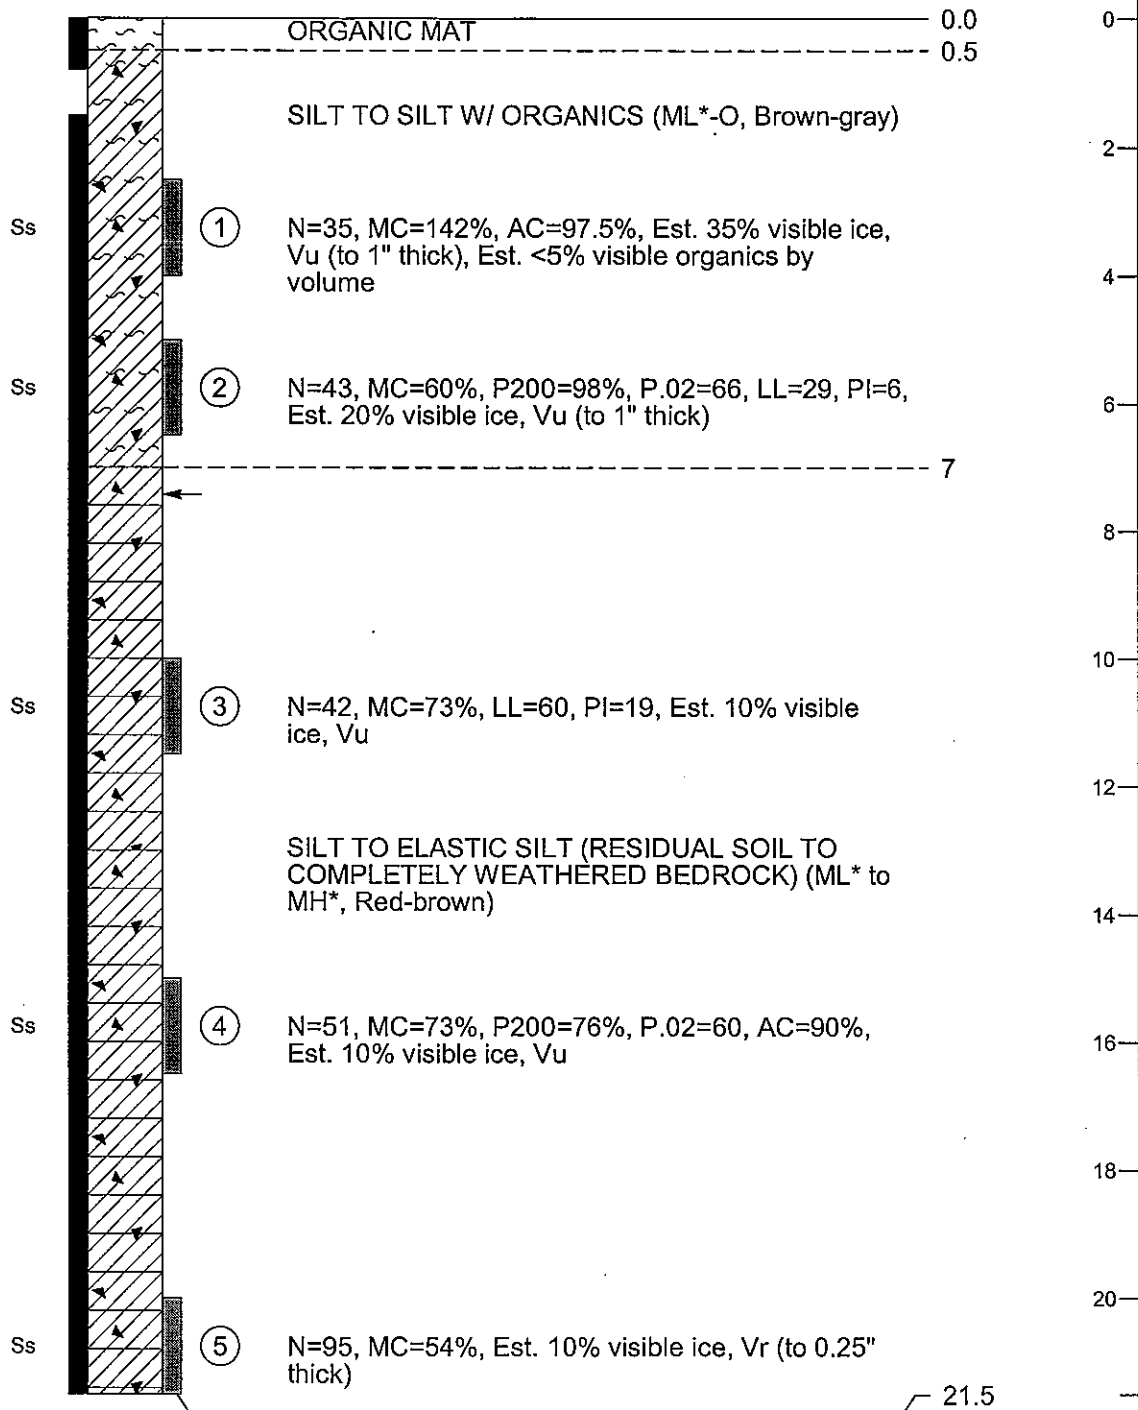 ORGANIC MAT
0.0
0
0.5
SILT TO SILT W/ ORGANICS (ML*-O, Brown-gray)
2
Ss
1
N=35, MC=142%, AC=97.5%, Est. 35% visible ice,
Vu (to 1" thick), Est. <5% visible organics by
volume
4
Ss
2
N=43, MC=60%, P200=98%, P.02=66, LL=29, PI=6,
Est. 20% visible ice, Vu (to 1" thick)
6
7
8
10
Ss
3
N=42, MC=73%, LL=60, PI=19, Est. 10% visible
ice, Vu
12
SILT TO ELASTIC SILT (RESIDUAL SOIL TO
COMPLETELY WEATHERED BEDROCK) (ML* to
MH*, Red-brown)
14
Ss
4
N=51, MC=73%, P200=76%, P.02=60, AC=90%,
Est. 10% visible ice, Vu
16
18
20
Ss
5
N=95, MC=54%, Est. 10% visible ice, Vr (to 0.25"
thick)
21.5